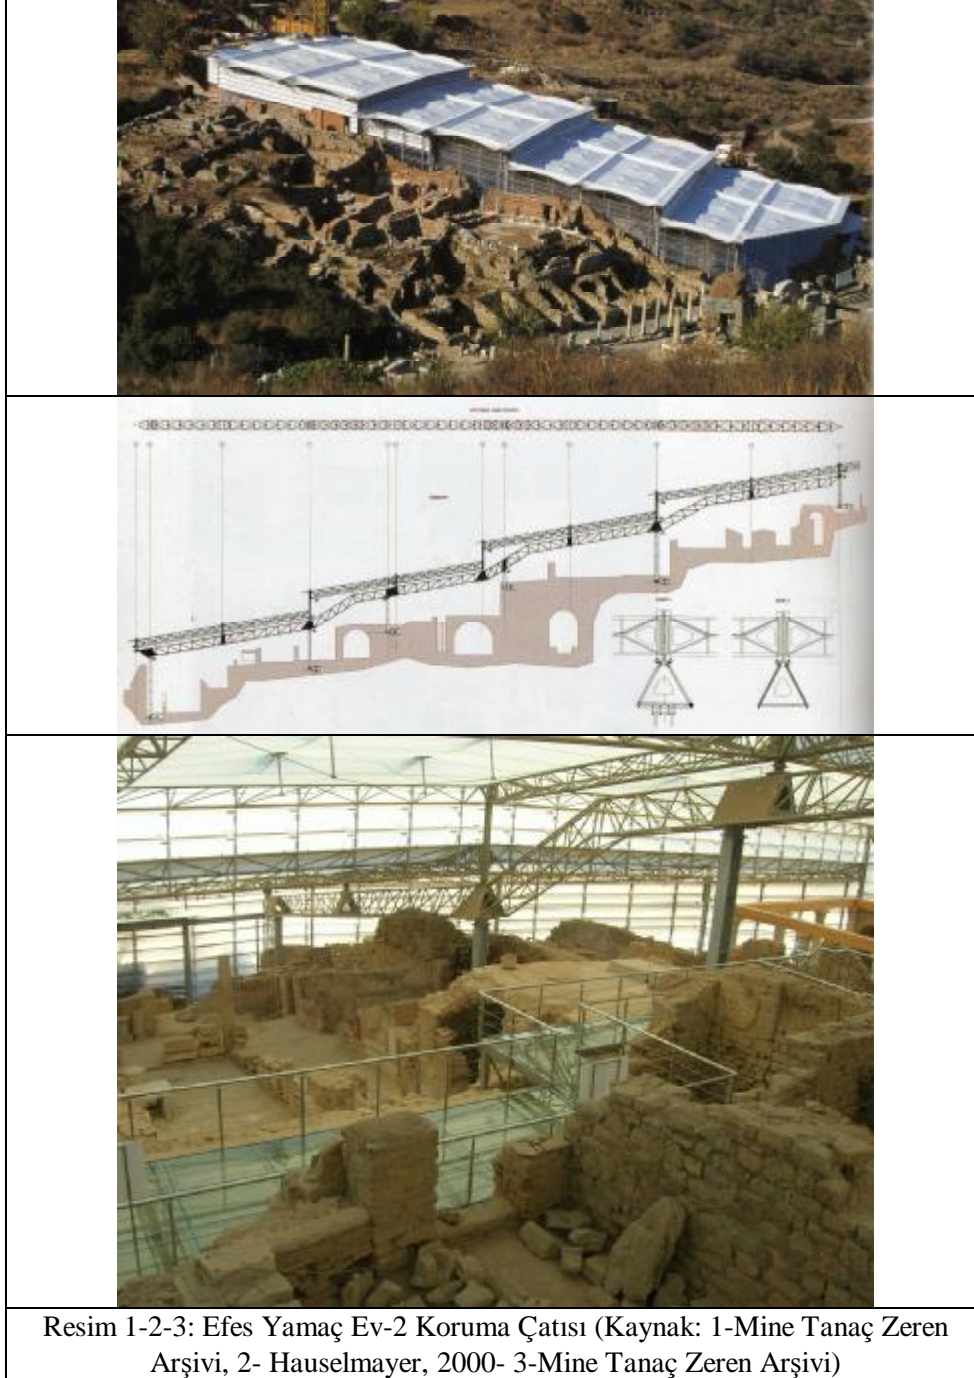 Resim 1-2-3: Efes Yamaç Ev-2 Koruma Çatısı (Kaynak: 1-Mine Tanaç Zeren
Arşivi, 2- Hauselmayer, 2000- 3-Mine Tanaç Zeren Arşivi)